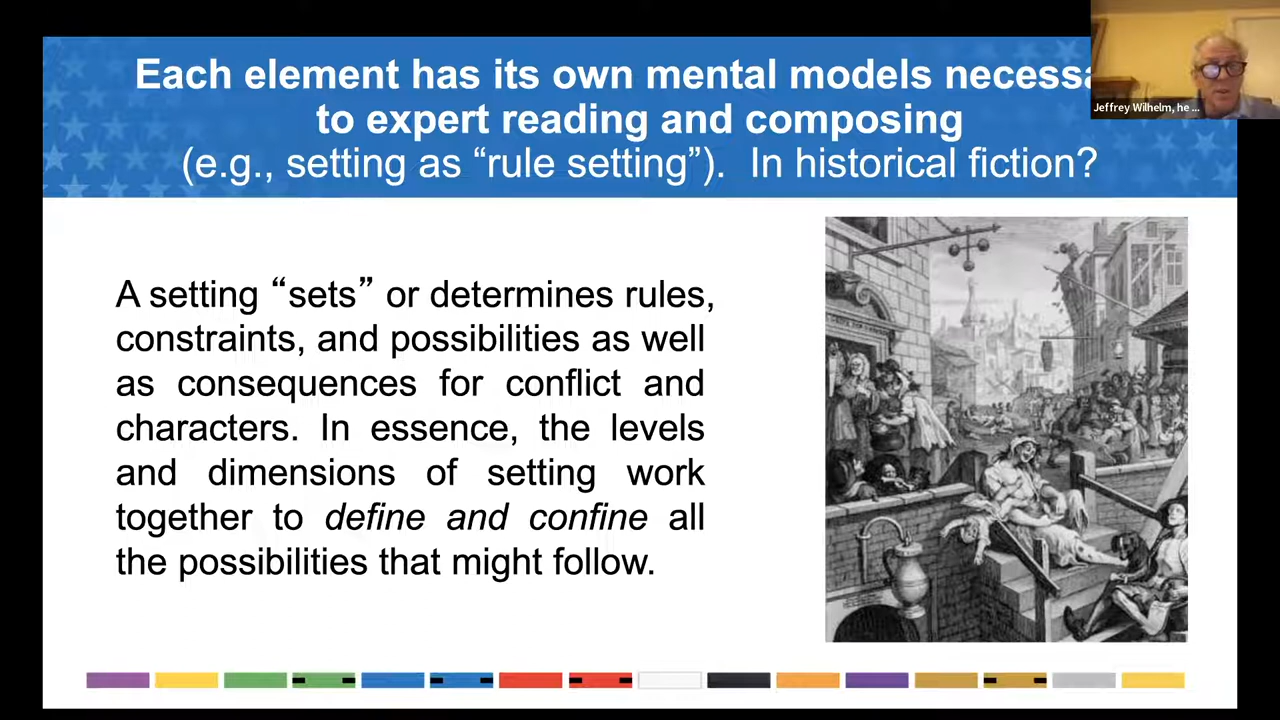 Each element has its own mental models necessa
to expert reading and composing
(e.g., setting as “rule setting”).  In historical fiction?
Jeffrey Wilhelm, he ...
A setting “sets” or determines rules,
constraints, and possibilities as well
as consequences for conflict and
characters. In essence, the levels
and dimensions of setting work
together to define and confine all
the possibilities that might follow.